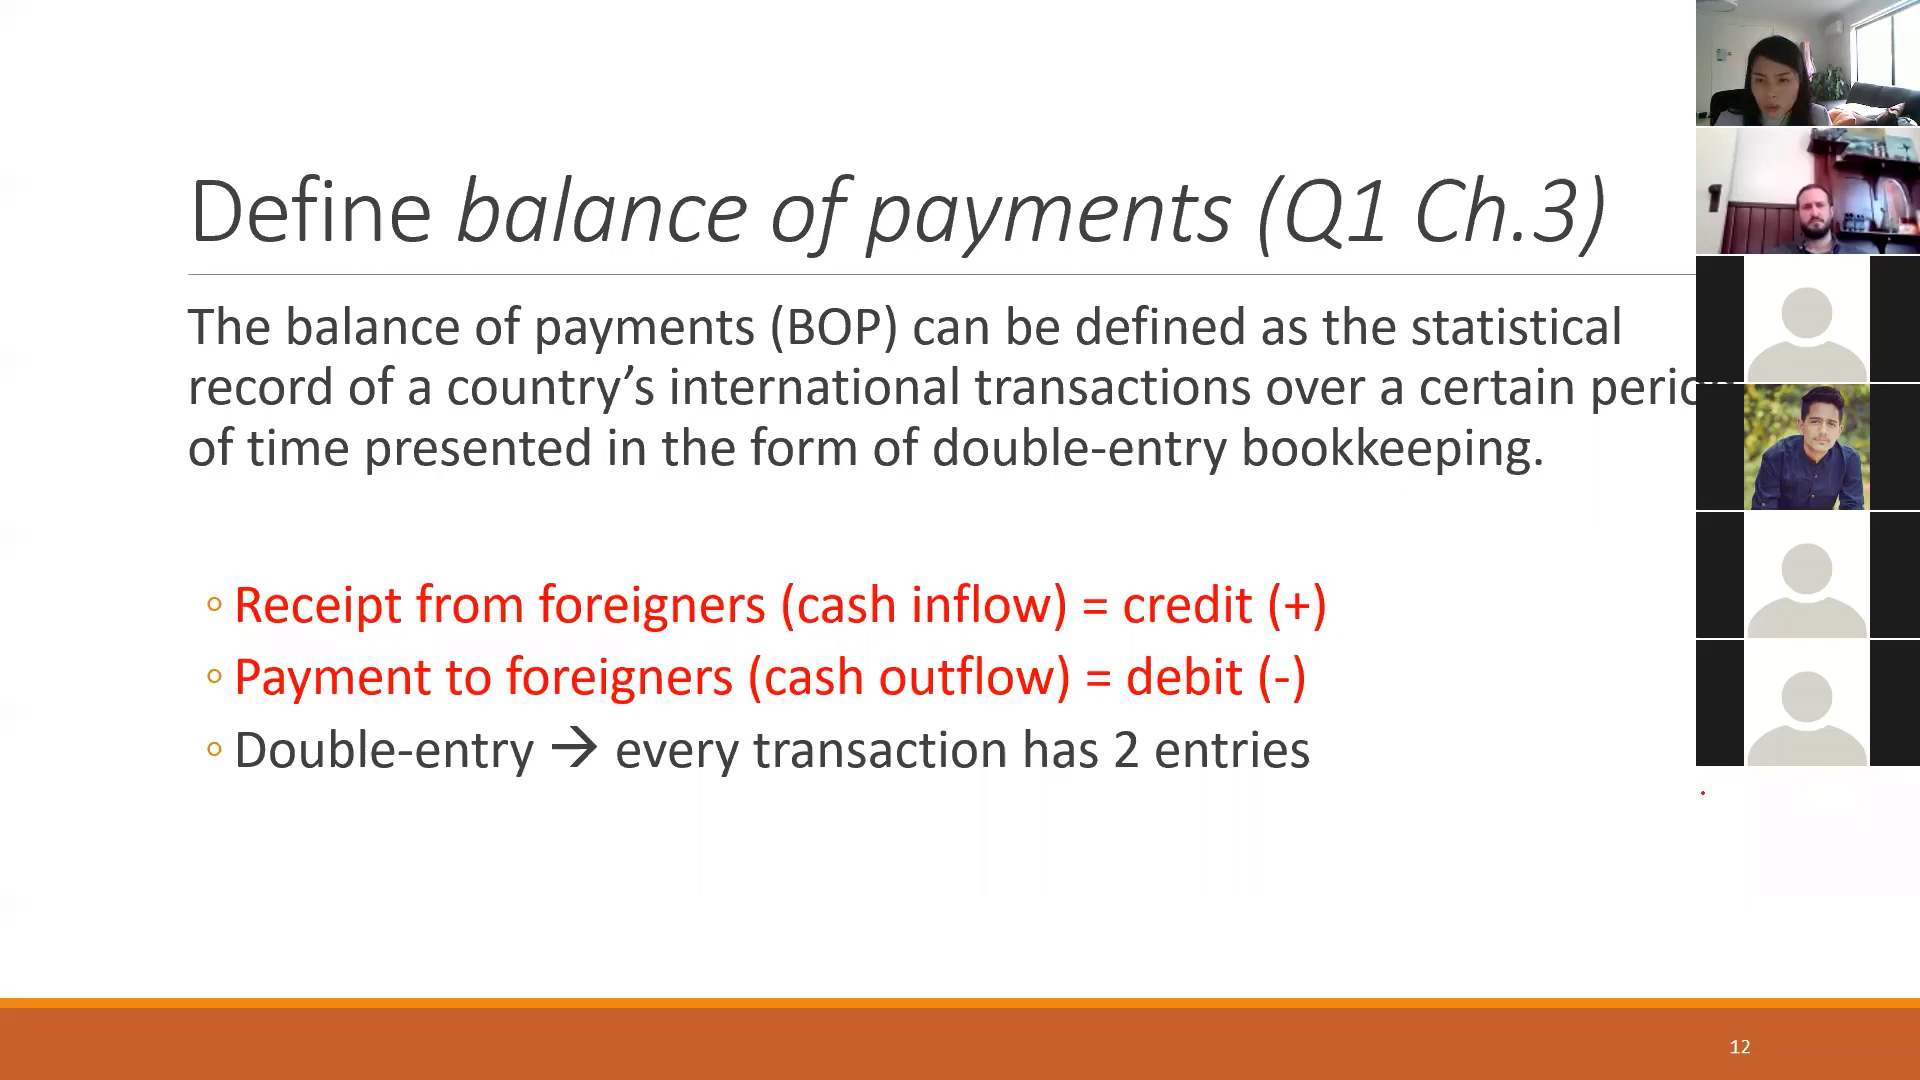 Define balance of payments (Q1 Ch.3)
The balance of payments (BOP) can be defined as the statistical
record of a country’s international transactions over a certain period
of time presented in the form of double-entry bookkeeping.
◦ Receipt from foreigners (cash inflow) = credit (+)
◦ Payment to foreigners (cash outflow) = debit (-)
◦ Double-entry → every transaction has 2 entries
12